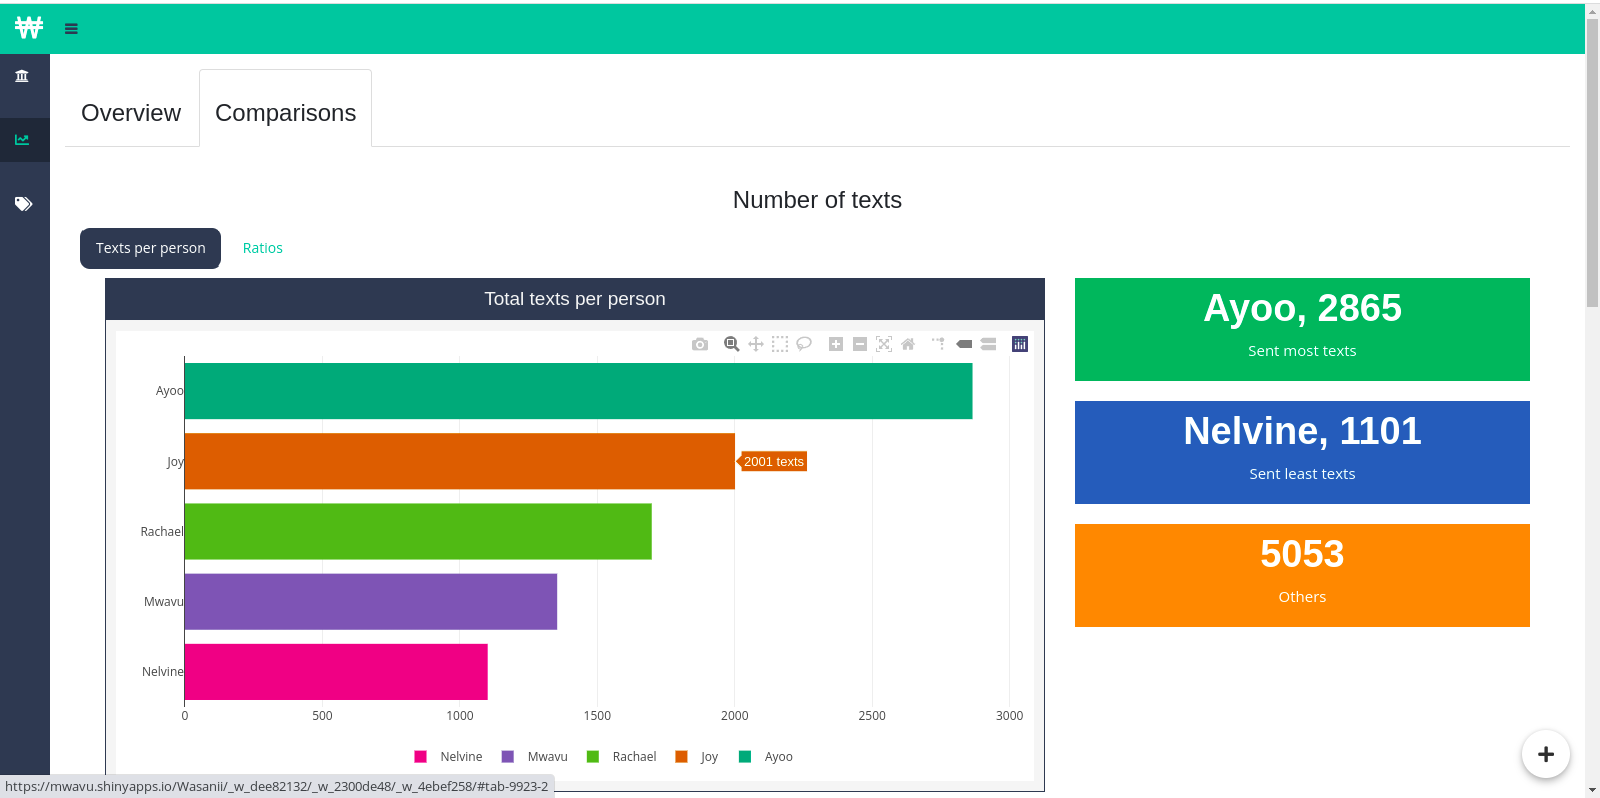 ₩
Overview
Comparisons
Number of texts
Texts per person
Ratios
Total texts per person
Ayoo
Joy
2001 texts
Rachael
Mwavu
Nelvine
0 500 1000 1500 2000 2500 3000
Nelvine Mwavu Rachael Joy Ayoo
Ayoo, 2865
Sent most texts
Nelvine, 1101
Sent least texts
5053
Others
https://mwavu.shinyapps.io/Wasanii/_w_dee82132/_w_2300de48/_w_4ebef258/#tab-9923-2